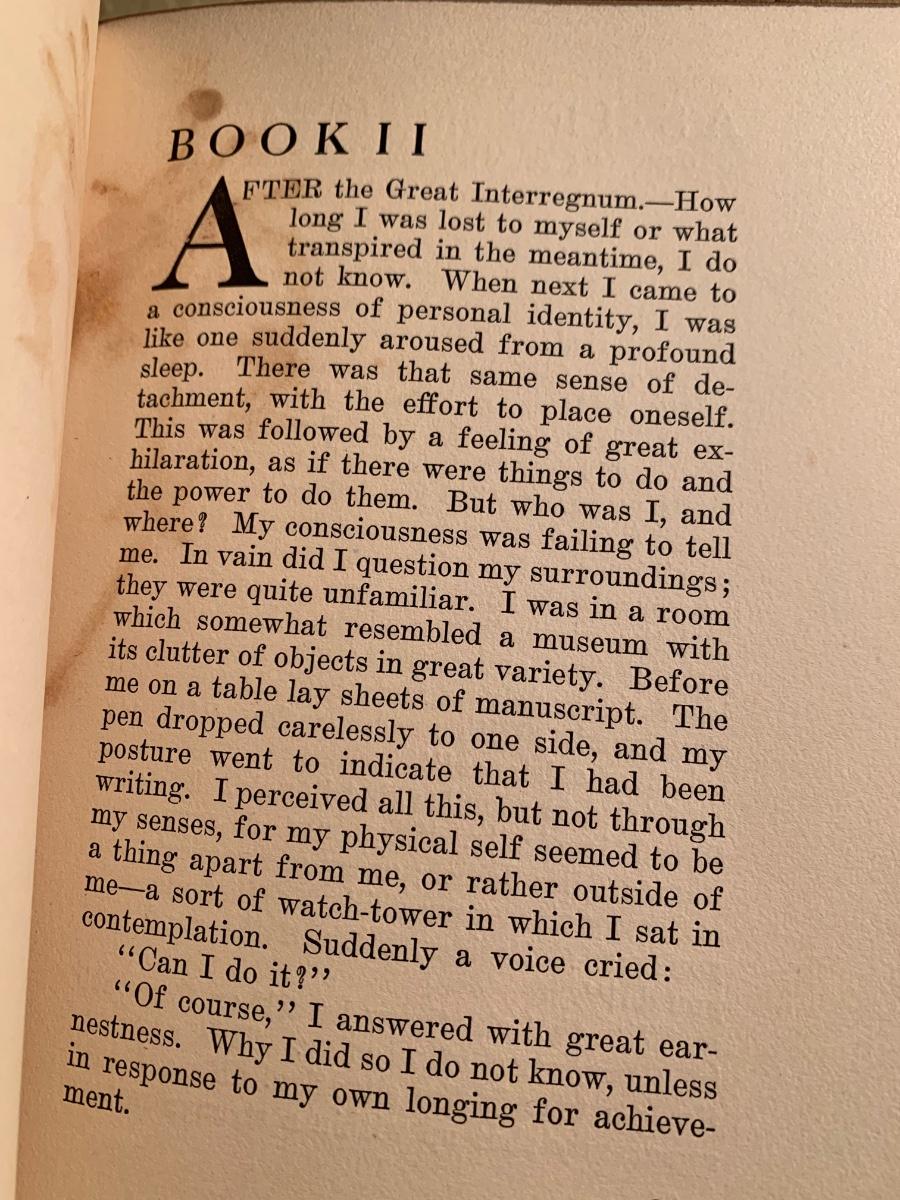 BOOK II
AFTER the Great Interregnum.—How
long I was lost to myself or what
transpired in the meantime, I do
not know. When next I came to
a consciousness of personal identity, I was
like one suddenly aroused from a profound
sleep. There was that same sense of de-
tachment, with the effort to place oneself.
This was followed by a feeling of great ex-
hilaration, as if there were things to do and
the power to do them. But who was I, and
where? My consciousness was failing to tell
me. In vain did I question my surroundings;
they were quite unfamiliar. I was in a room
which somewhat resembled a museum with
its clutter of objects in great variety. Before
me on a table lay sheets of manuscript. The
pen dropped carelessly to one side, and my
posture went to indicate that I had been
writing. I perceived all this, but not through
my senses, for my physical self seemed to be
a thing apart from me, or rather outside of
me—a sort of watch-tower in which I sat in
contemplation. Suddenly a voice cried:
“Can I do it?”
“Of course,” I answered with great ear-
nestness. Why I did so I do not know, unless
in response to my own longing for achieve-
ment.